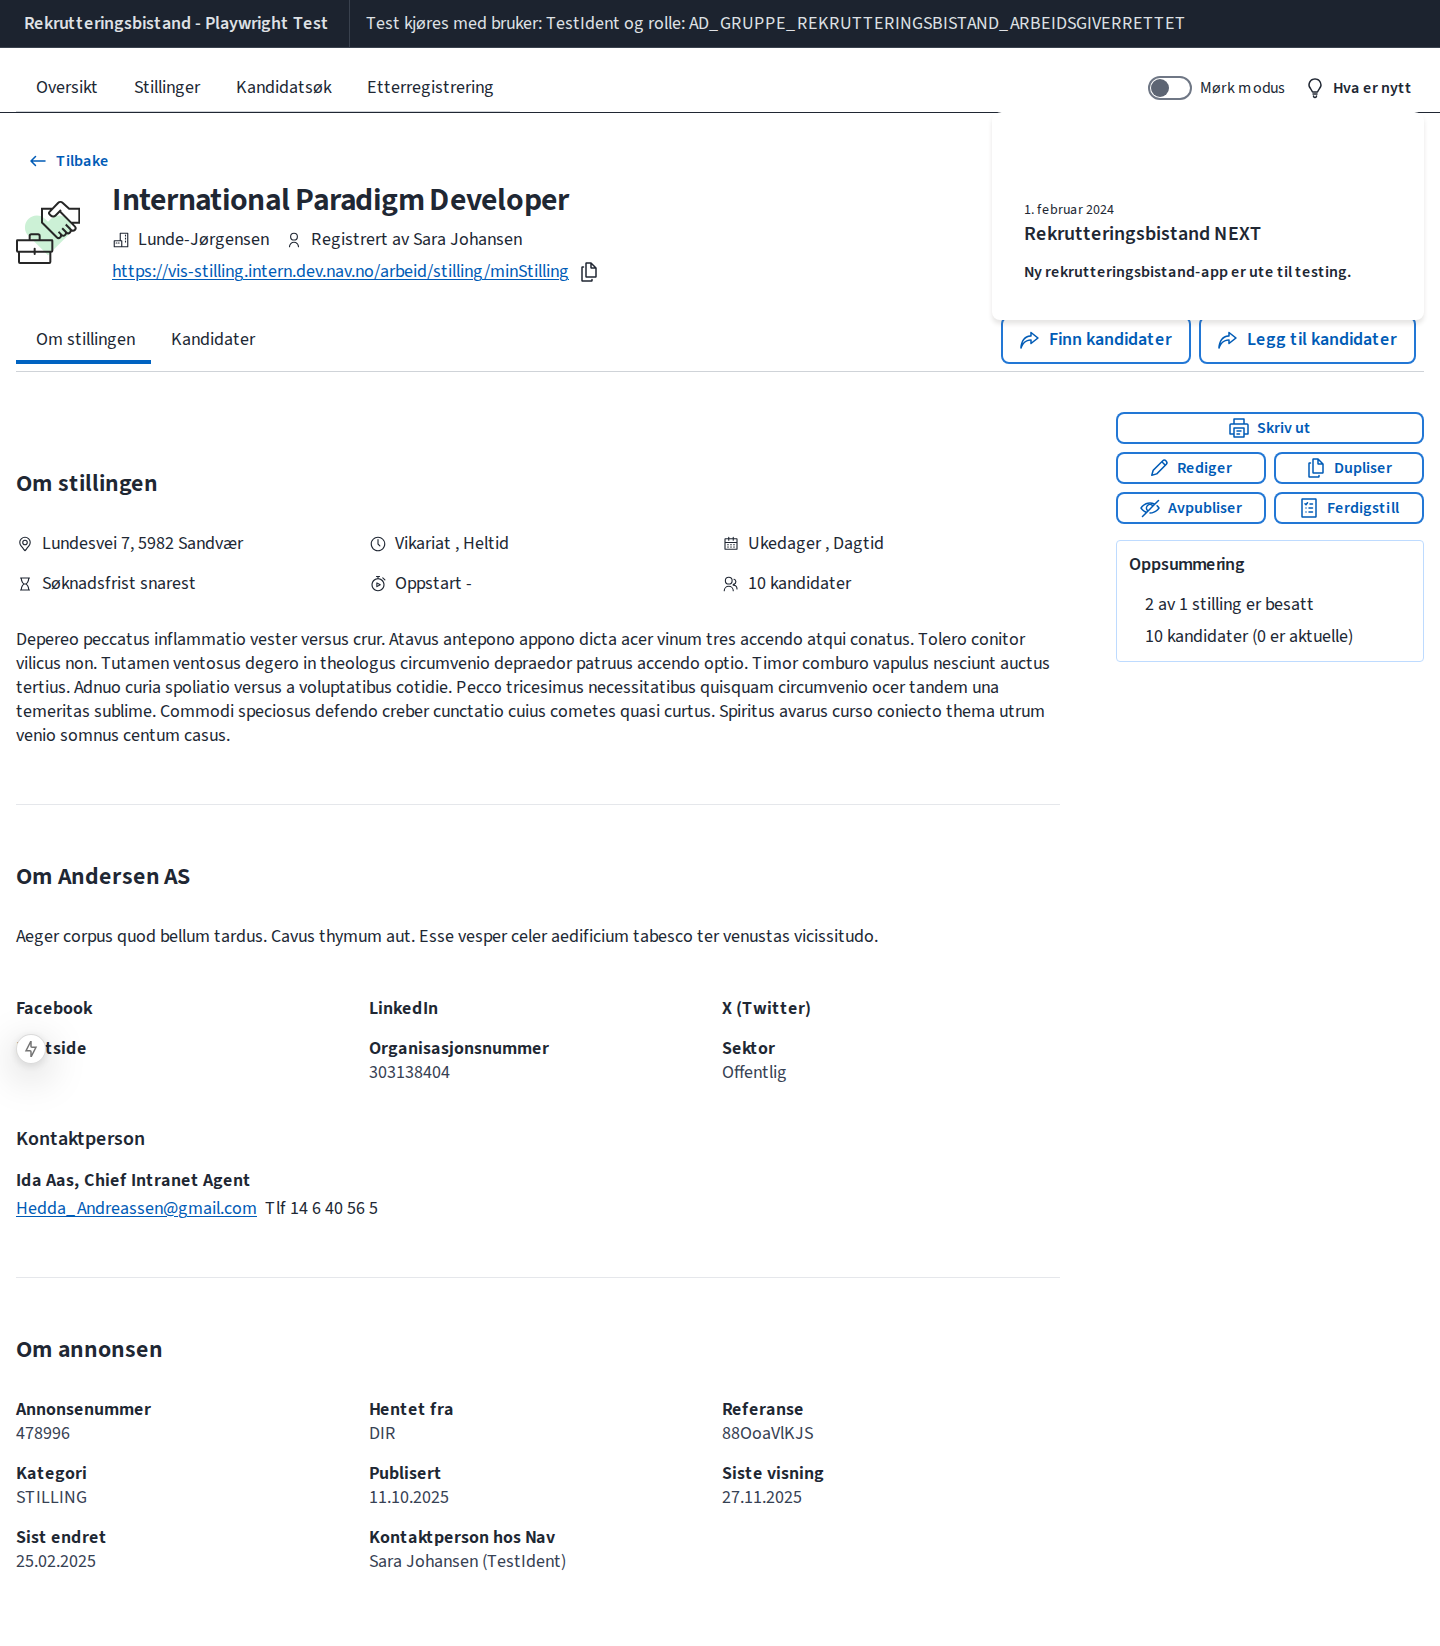 Rekrutteringsbistand - Playwright Test
Test kjøres med bruker: TestIdent og rolle: AD_GRUPPE_REKRUTTERINGSBISTAND_ARBEIDSGIVERRETTET
Oversikt
Stillinger
Kandidatsøk
Etterregistrering
Mørk modus
Hva er nytt
Tilbake
International Paradigm Developer
Lunde-Jørgensen
Registrert av Sara Johansen
https://vis-stilling.intern.dev.nav.no/arbeid/stilling/minStilling
1. februar 2024
Rekrutteringsbistand NEXT
Ny rekrutteringsbistand-app er ute til testing.
Om stillingen
Kandidater
Finn kandidater
Legg til kandidater
Skriv ut
Rediger
Dupliser
Avpubliser
Ferdigstill
Oppsummering
2 av 1 stilling er besatt
10 kandidater (0 er aktuelle)
Om stillingen
Lundesvei 7, 5982 Sandvær
Vikariat , Heltid
Ukedager , Dagtid
Søknadsfrist snarest
Oppstart -
10 kandidater
Depereo peccatus inflammatio vester versus crur. Atavus antepono appono dicta acer vinum tres accendo atqui conatus. Tolero conitor
vilicus non. Tutamen ventosus degero in theologus circumvenio depraedor patruus accendo optio. Timor comburo vapulus nesciunt auctus
tertius. Adnuo curia spoliatio versus a voluptatibus cotidie. Pecco tricesimus necessitatibus quisquam circumvenio ocer tandem una
temeritas sublime. Commodi speciosus defendo creber cunctatio cuius cometes quasi curtus. Spiritus avarus curso coniecto thema utrum
venio somnus centum casus.
Om Andersen AS
Aeger corpus quod bellum tardus. Cavus thymum aut. Esse vesper celer aedificium tabesco ter venustas vicissitudo.
Facebook
LinkedIn
X (Twitter)
tside
Organisasjonsnummer
303138404
Sektor
Offentlig
Kontaktperson
Ida Aas, Chief Intranet Agent
Hedda_Andreassen@gmail.com Tlf 14 6 40 56 5
Om annonsen
Annonsenummer
478996
Hentet fra
DIR
Referanse
88OoaVlKJS
Kategori
STILLING
Publisert
11.10.2025
Siste visning
27.11.2025
Sist endret
25.02.2025
Kontaktperson hos Nav
Sara Johansen (TestIdent)